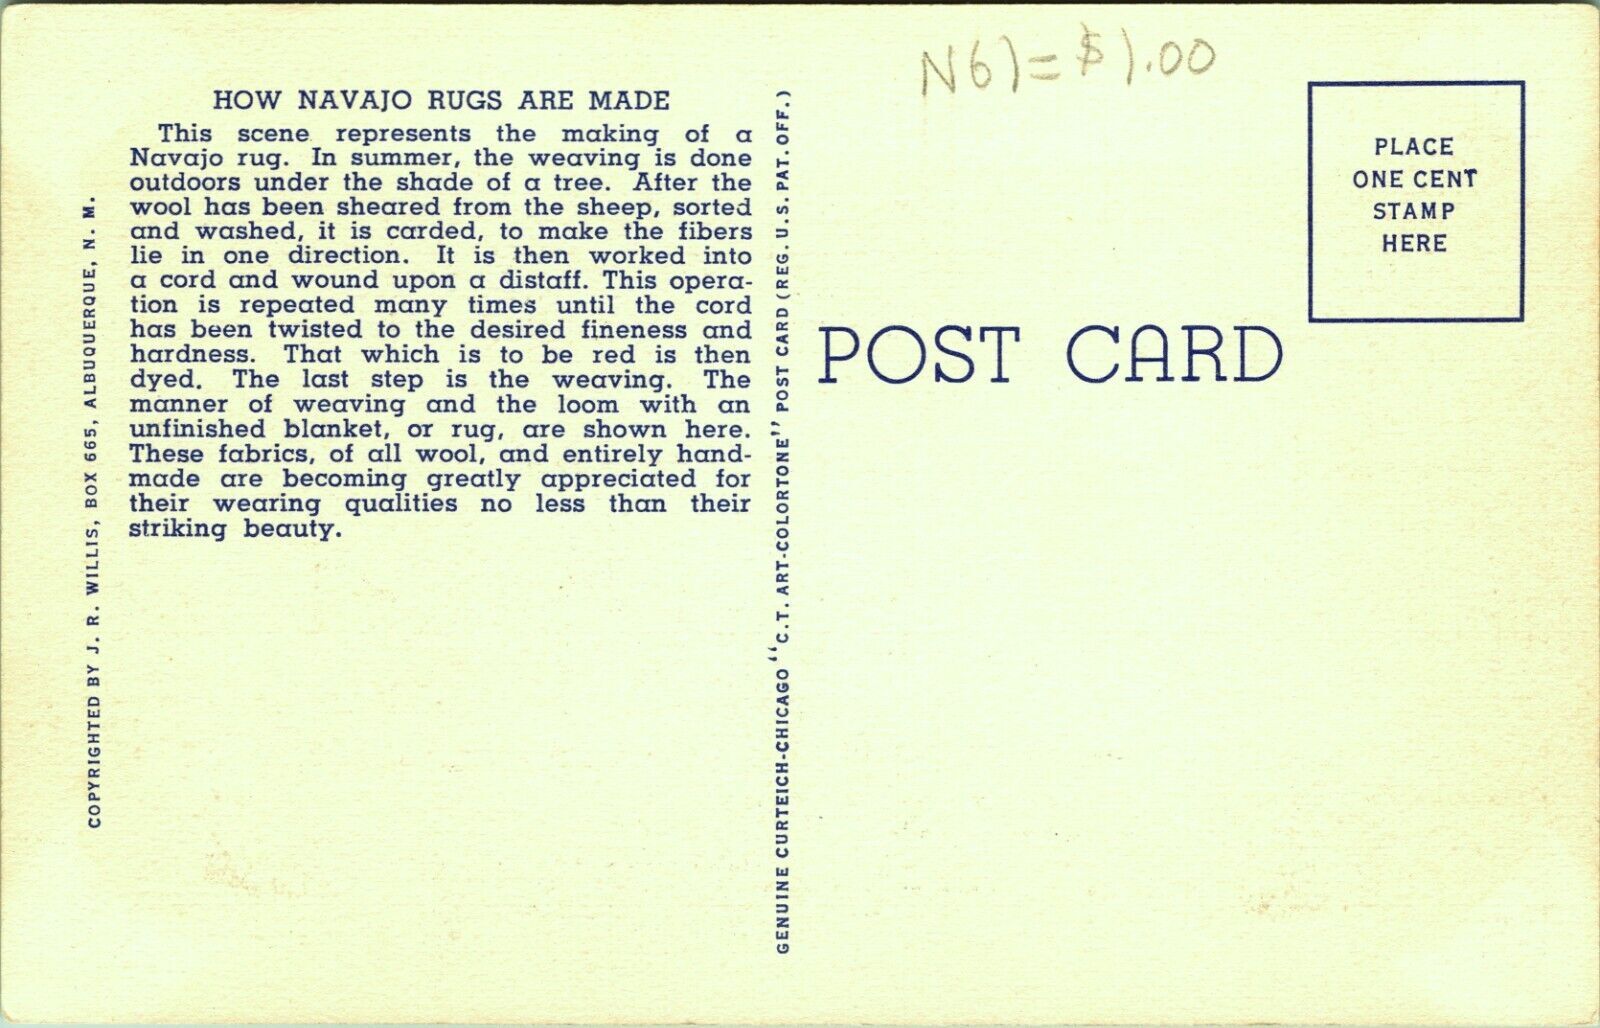 N61=$1.00
HOW NAVAJO RUGS ARE MADE
This scene represents the making of a
Navajo rug. In summer, the weaving is done
outdoors under the shade of a tree. After the
wool has been sheared from the sheep, sorted
and washed, it is carded, to make the fibers
lie in one direction. It is then worked into
a cord and wound upon a distaff. This opera-
tion is repeated many times until the cord
has been twisted to the desired fineness and
hardness. That which is to be red is then
dyed. The last step is the weaving. The
manner of weaving and the loom with an
unfinished blanket, or rug, are shown here.
These fabrics, of all wool, and entirely hand-
made are becoming greatly appreciated for
their wearing qualities no less than their
striking beauty.
COPYRIGHTED BY J. R. WILLIS, BOX 665, ALBUQUERQUE, N. M.
GENUINE CURTEICH-CHICAGO "C.T. ART-COLORTONE" POST CARD (REG. U.S. PAT. OFF.)
POST CARD
PLACE
ONE CENT
STAMP
HERE